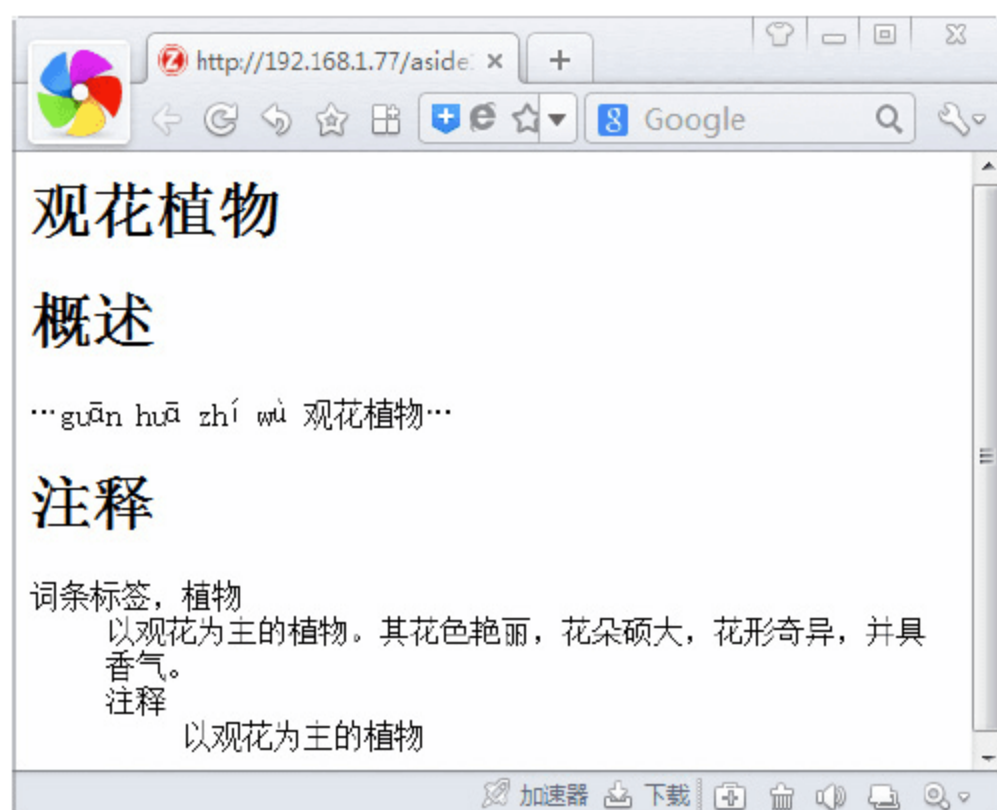 http://192.168.1.77/aside
Google
观花植物
概述
…guān huā zhí wù 观花植物…
注释
词条标签，植物
以观花为主的植物。其花色艳丽，花朵硕大，花形奇异，并具
香气。
注释
以观花为主的植物
加速器 下载